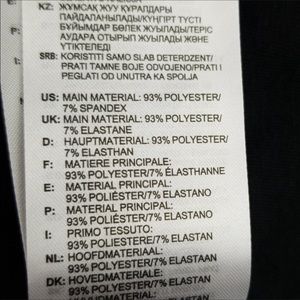 KZ: ЖҰМСАҚ ЖУУ ҚҰРАЛДАРЫ
ПАЙДАЛАНЫЛАДЫ/КҮҢГІРТ ТҮСТІ
БҰЙЫМДАР БӨЛЕК ЖУЫЛАДЫ/ТЕРІС
АУДАРА ОТЫРЫП ЖУЫЛАДЫ ЖӘНЕ
ҮТІКТЕЛЕДІ
SRB: KORISTITI SAMO SLAB DETERDZENT/
PRATI TAMNE BOJE ODVOJENO/PRATI I
PEGLATI OD UNUTRA KA SPOLJA
US: MAIN MATERIAL: 93% POLYESTER/
7% SPANDEX
UK: MAIN MATERIAL: 93% POLYESTER/
7% ELASTANE
D: HAUPTMATERIAL: 93% POLYESTER/
7% ELASTHAN
F: MATIERE PRINCIPALE:
93% POLYESTER/7% ÉLASTHANNE
E: MATERIAL PRINCIPAL:
93% POLIÉSTER/7% ELASTANO
P: MATERIAL PRINCIPAL:
93% POLIÉSTER/7% ELASTANO
I: PRIMO TESSUTO:
93% POLIESTERE/7% ELASTAN
NL: HOOFDMATERIAAL:
93% POLYESTER/7% ELASTAAN
DK: HOVEDMATERIALE:
93% POLYESTER/7% ELASTAN